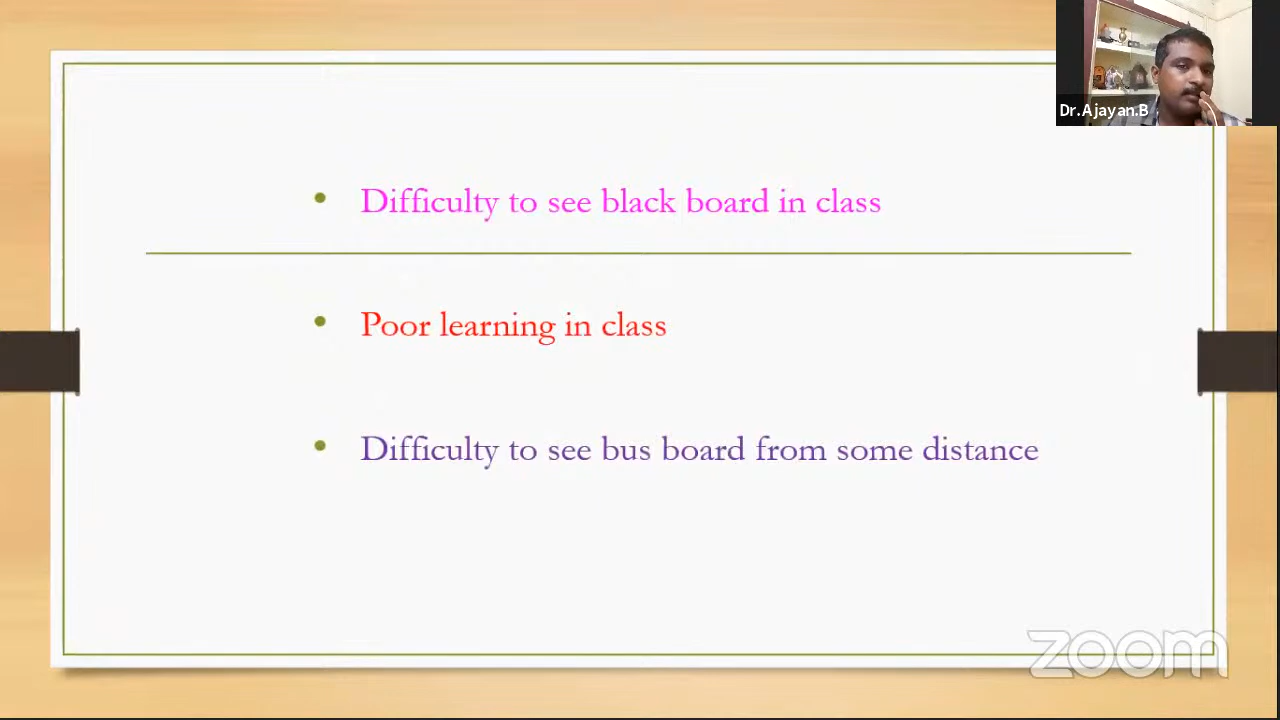 Dr.Ajayan.B
• Difficulty to see black board in class
• Poor learning in class
• Difficulty to see bus board from some distance
zoom